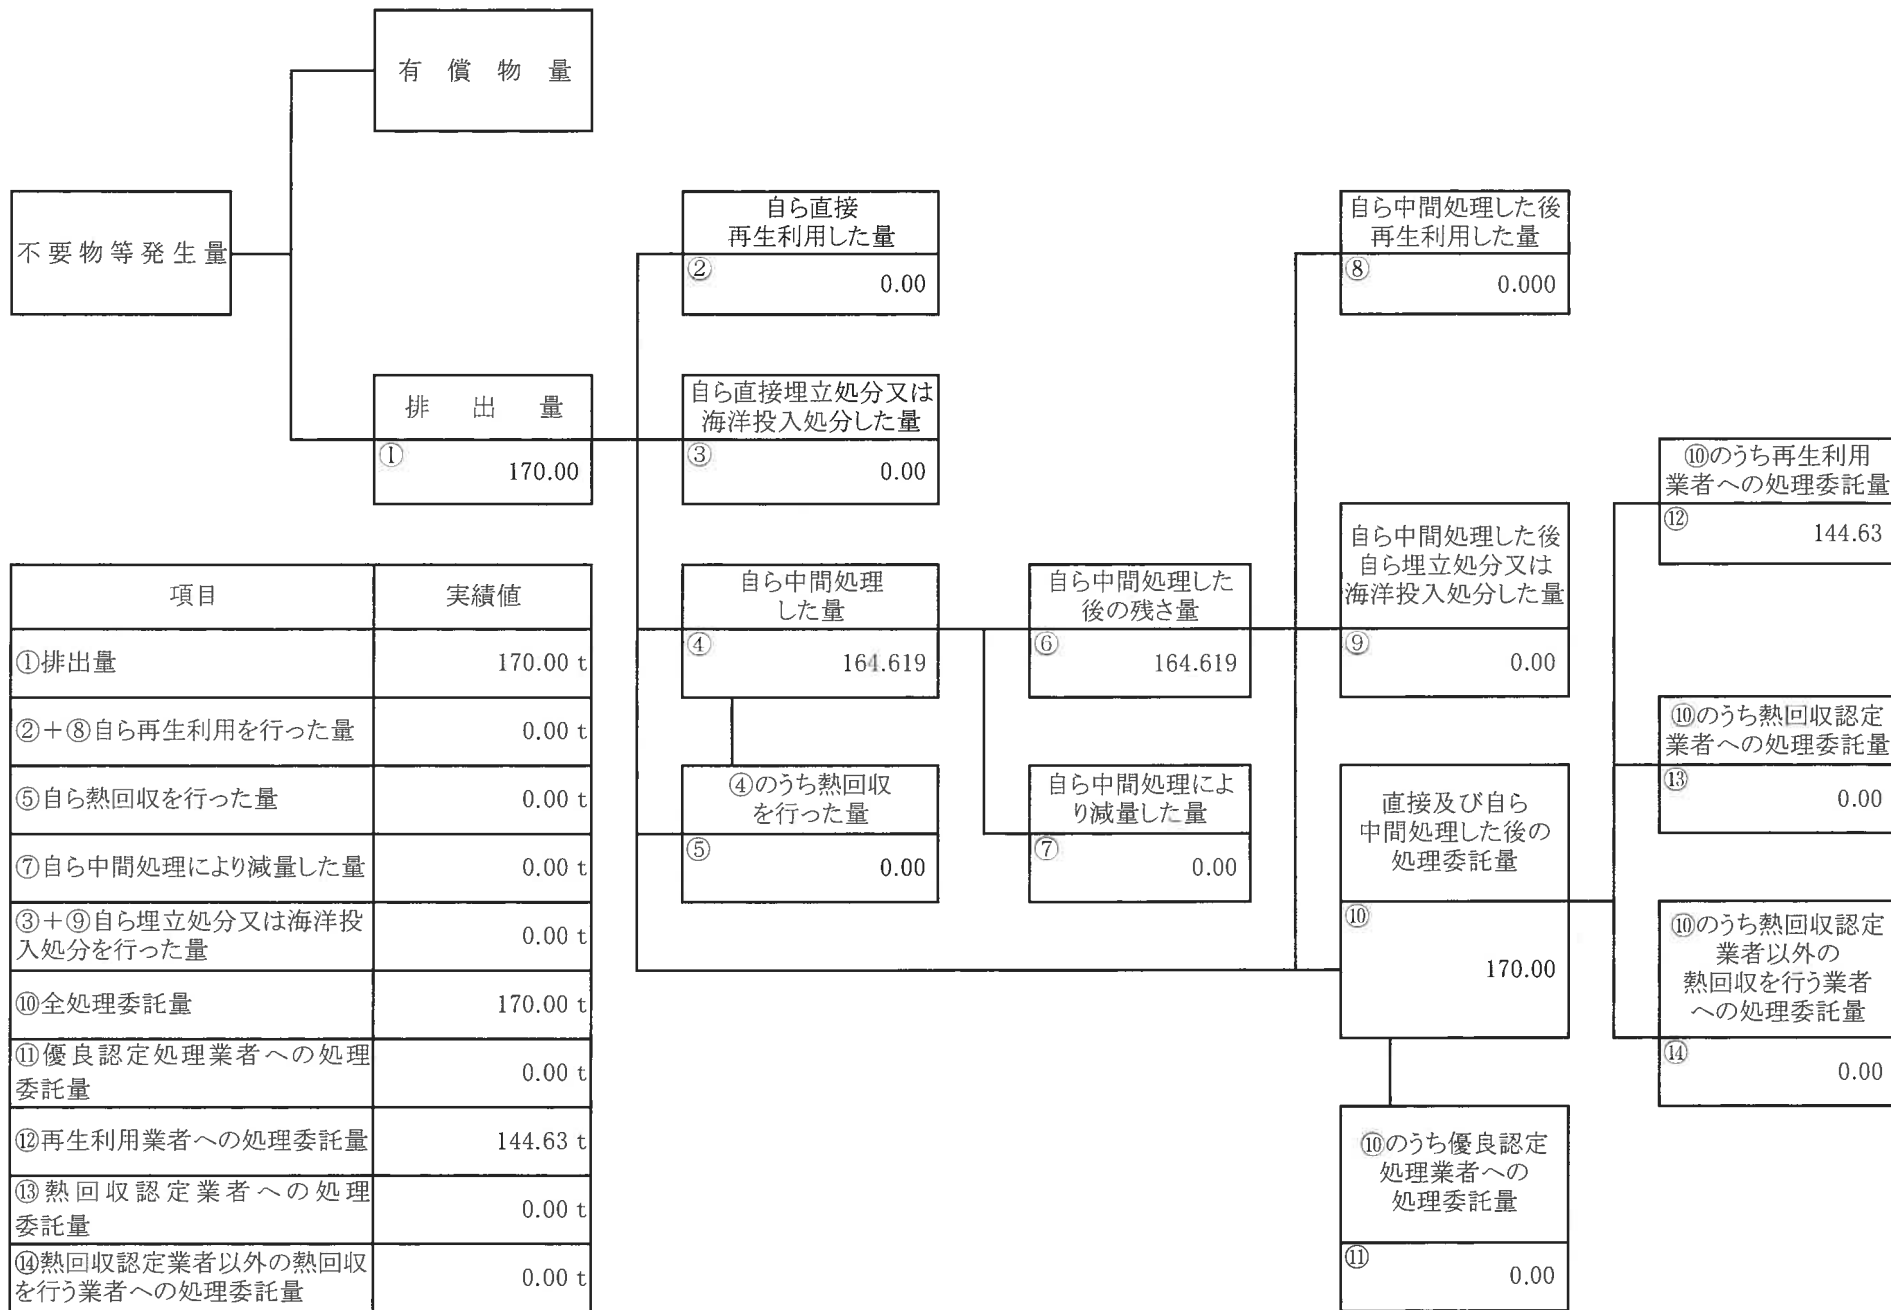 有償物量
不要物等発生量
排出量
①
170.00
自ら直接
再生利用した量
②
0.00
自ら直接埋立処分又は
海洋投入処分した量
③
0.00
自ら中間処理
した量
④
164.619
④のうち熱回収
を行った量
⑤
0.00
自ら中間処理した
後の残さ量
⑥
164.619
自ら中間処理によ
り減量した量
⑦
0.00
自ら中間処理した後
再生利用した量
⑧
0.000
自ら中間処理した後
自ら埋立処分又は
海洋投入処分した量
⑨
0.00
直接及び自ら
中間処理した後の
処理委託量
⑩
170.00
⑩のうち優良認定
処理業者への
処理委託量
⑪
0.00
⑩のうち再生利用
業者への処理委託量
⑫
144.63
⑩のうち熱回収認定
業者への処理委託量
⑬
0.00
⑩のうち熱回収認定
業者以外の
熱回収を行う業者
への処理委託量
⑭
0.00
項目 実績値
①排出量 170.00 t
②+⑧自ら再生利用を行った量 0.00 t
⑤自ら熱回収を行った量 0.00 t
⑦自ら中間処理により減量した量 0.00 t
③+⑨自ら埋立処分又は海洋投
入処分を行った量 0.00 t
⑩全処理委託量 170.00 t
⑪優良認定処理業者への処理
委託量 0.00 t
⑫再生利用業者への処理委託量 144.63 t
⑬熱回収認定業者への処理
委託量 0.00 t
⑭熱回収認定業者以外の熱回収
を行う業者への処理委託量 0.00 t